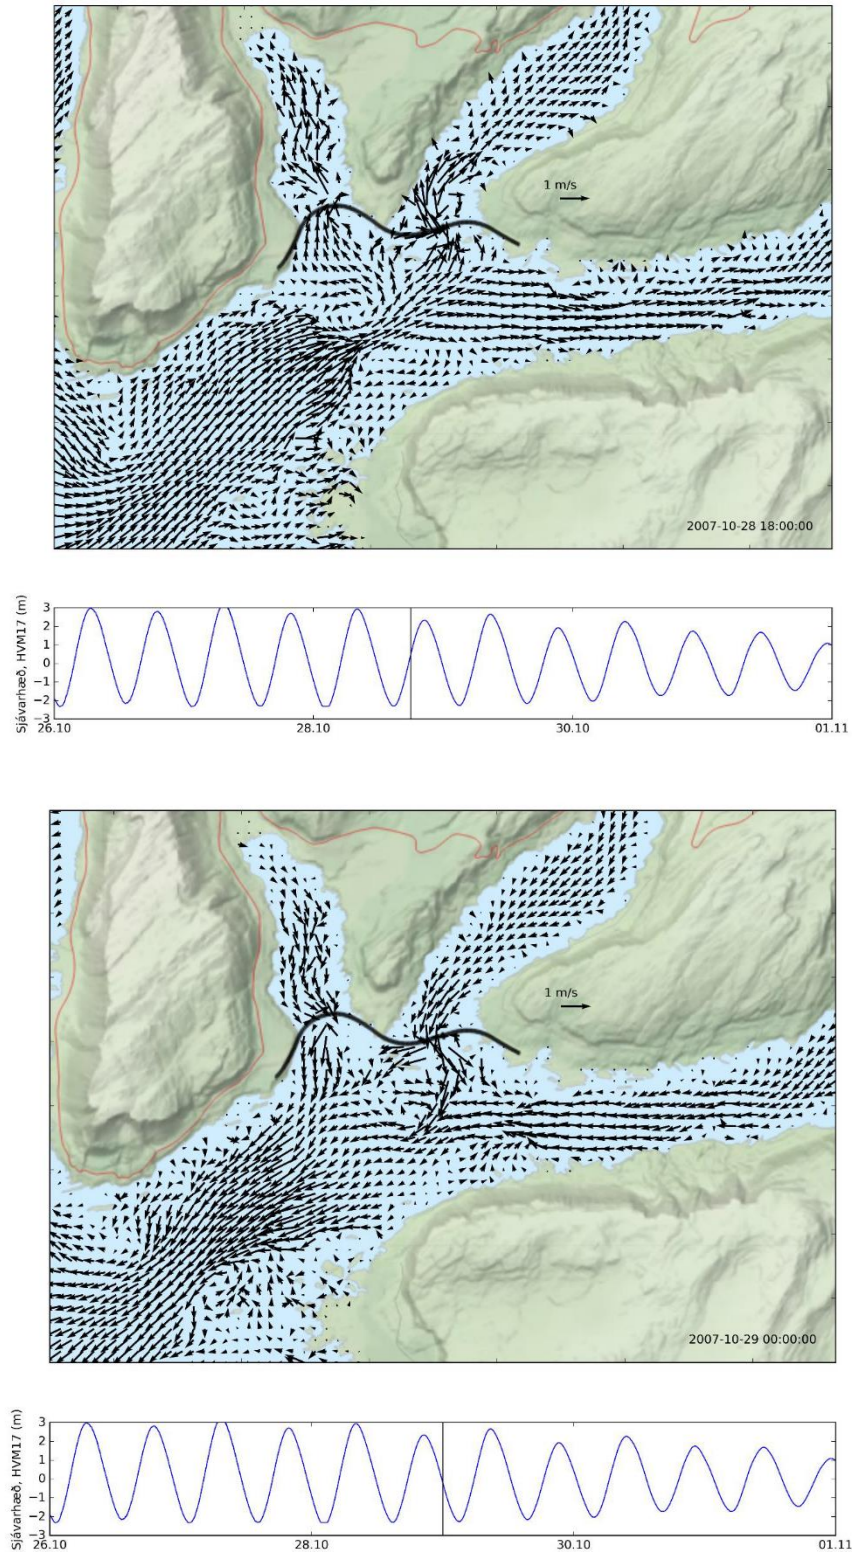 1 m/s
2007-10-28 18:00:00
Sjávarhæð, HVM17 (m)
3
2
1
0
−1
−2
−3
26.10 28.10 30.10 01.11
1 m/s
2007-10-29 00:00:00
Sjávarhæð, HVM17 (m)
3
2
1
0
−1
−2
−3
26.10 28.10 30.10 01.11